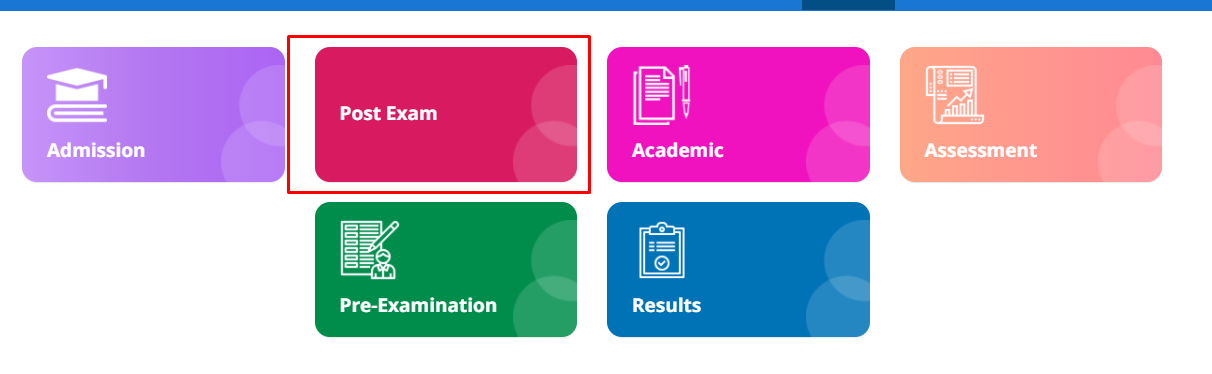 Admission
Post Exam
Academic
Assessment
Pre-Examination
Results